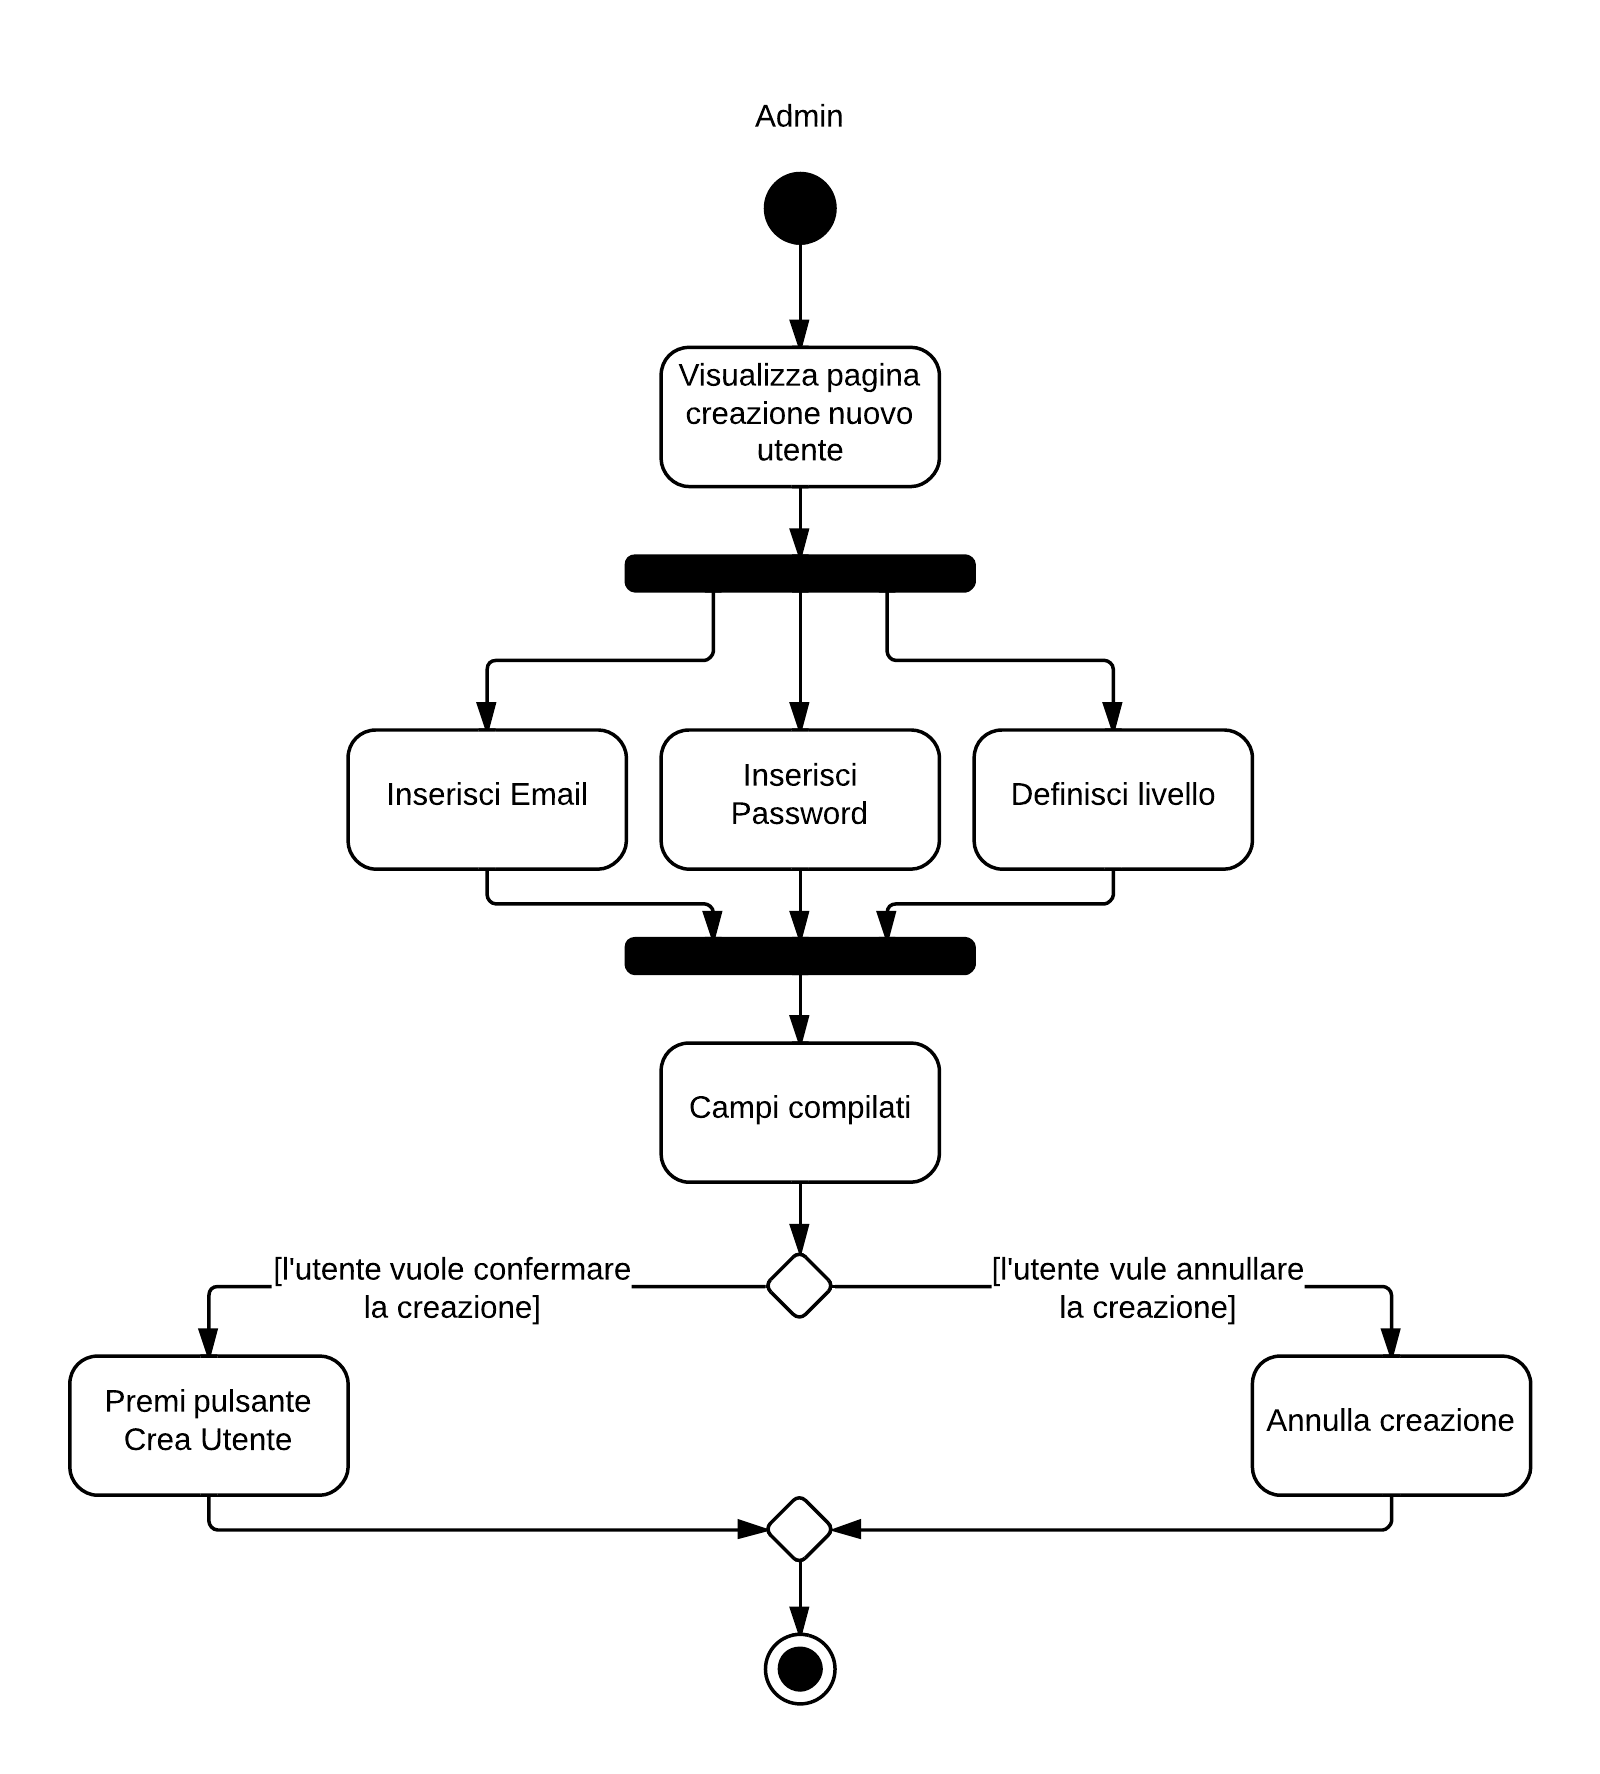 Admin
Visualizza pagina
creazione nuovo
utente
Inserisci Email
Inserisci
Password
Definisci livello
Campi compilati
[l'utente vuole confermare
la creazione]
[l'utente vule annullare
la creazione]
Premi pulsante
Crea Utente
Annulla creazione